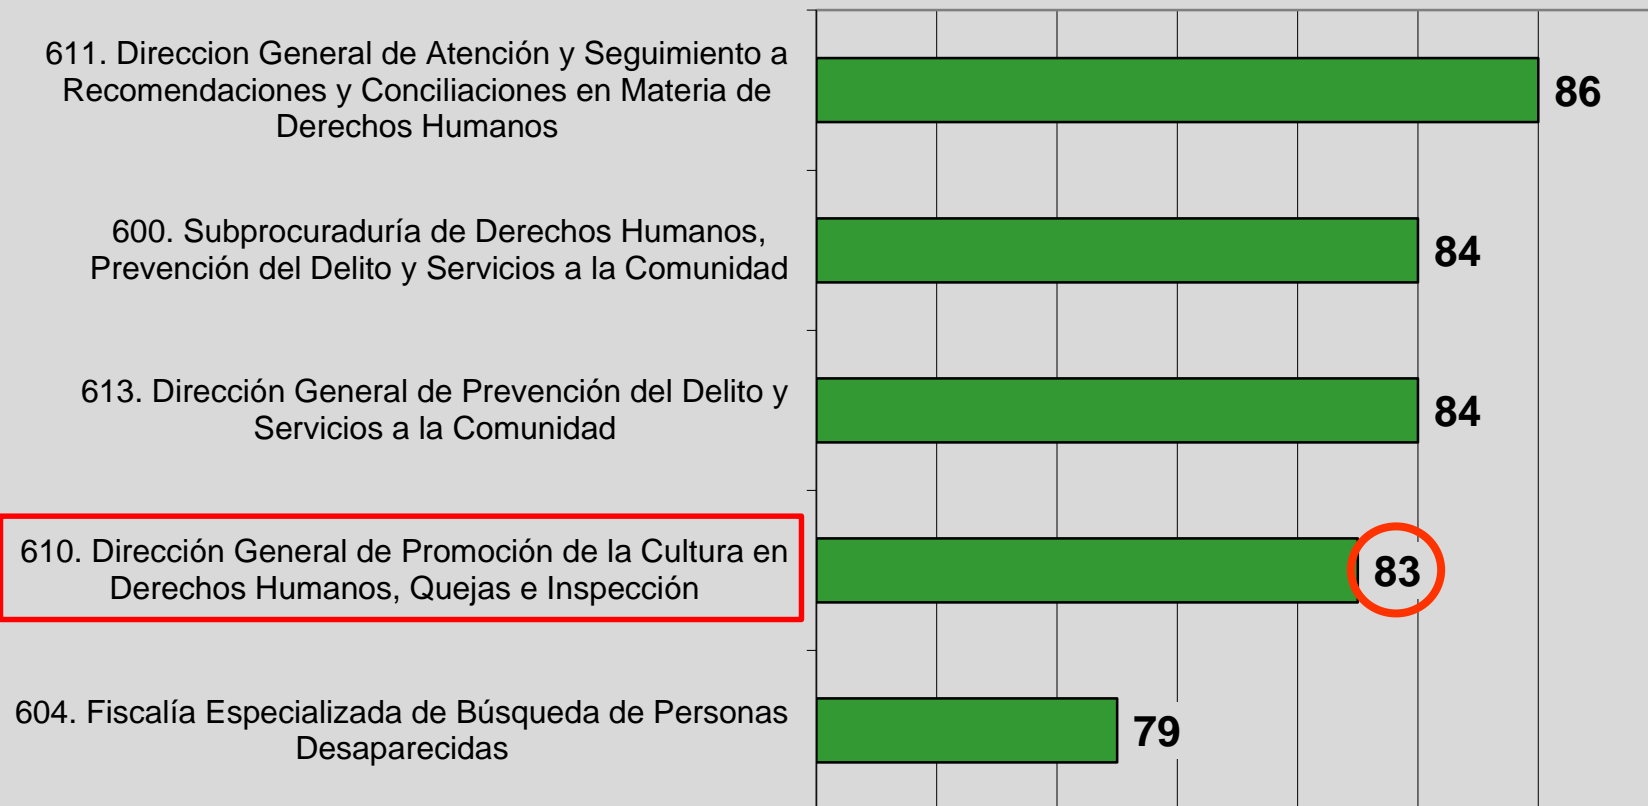 611. Direccion General de Atención y Seguimiento a
Recomendaciones y Conciliaciones en Materia de
Derechos Humanos
86
600. Subprocuraduría de Derechos Humanos,
Prevención del Delito y Servicios a la Comunidad
84
613. Dirección General de Prevención del Delito y
Servicios a la Comunidad
84
610. Dirección General de Promoción de la Cultura en
Derechos Humanos, Quejas e Inspección
83
604. Fiscalía Especializada de Búsqueda de Personas
Desaparecidas
79